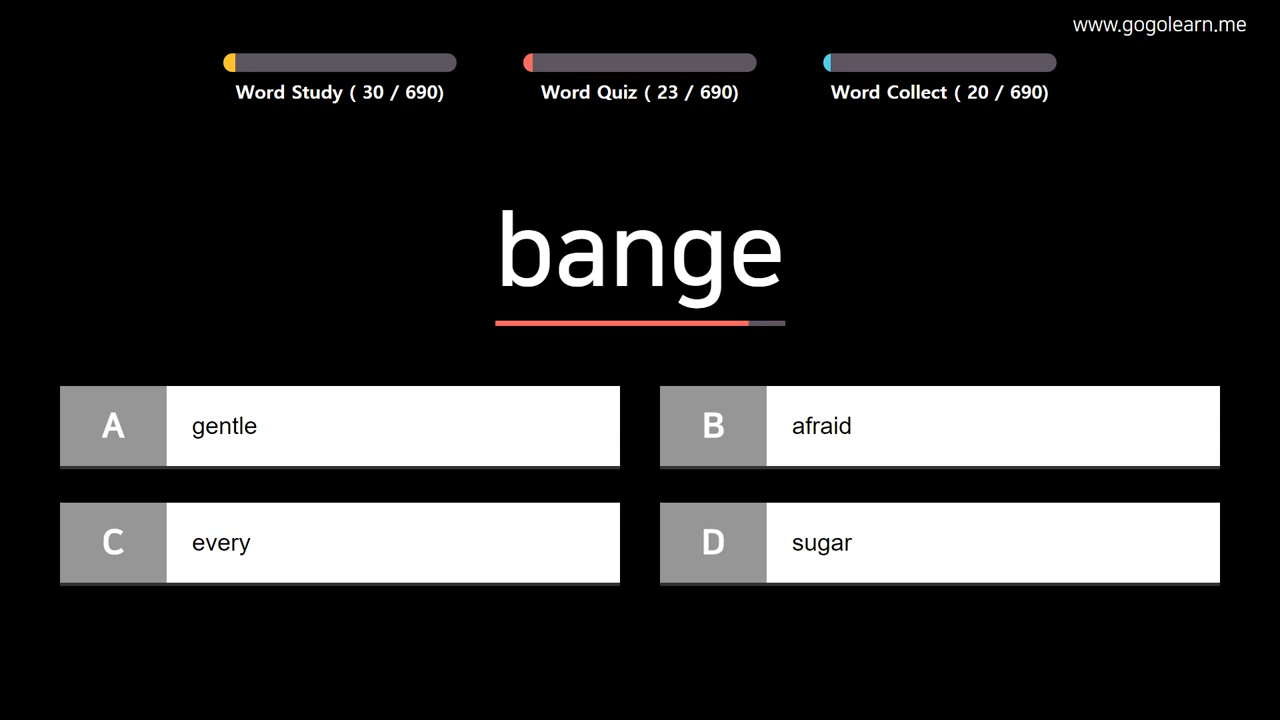 www.gogolearn.me
Word Study ( 30 / 690)
Word Quiz ( 23 / 690)
Word Collect ( 20 / 690)
bange
A gentle
B afraid
C every
D sugar